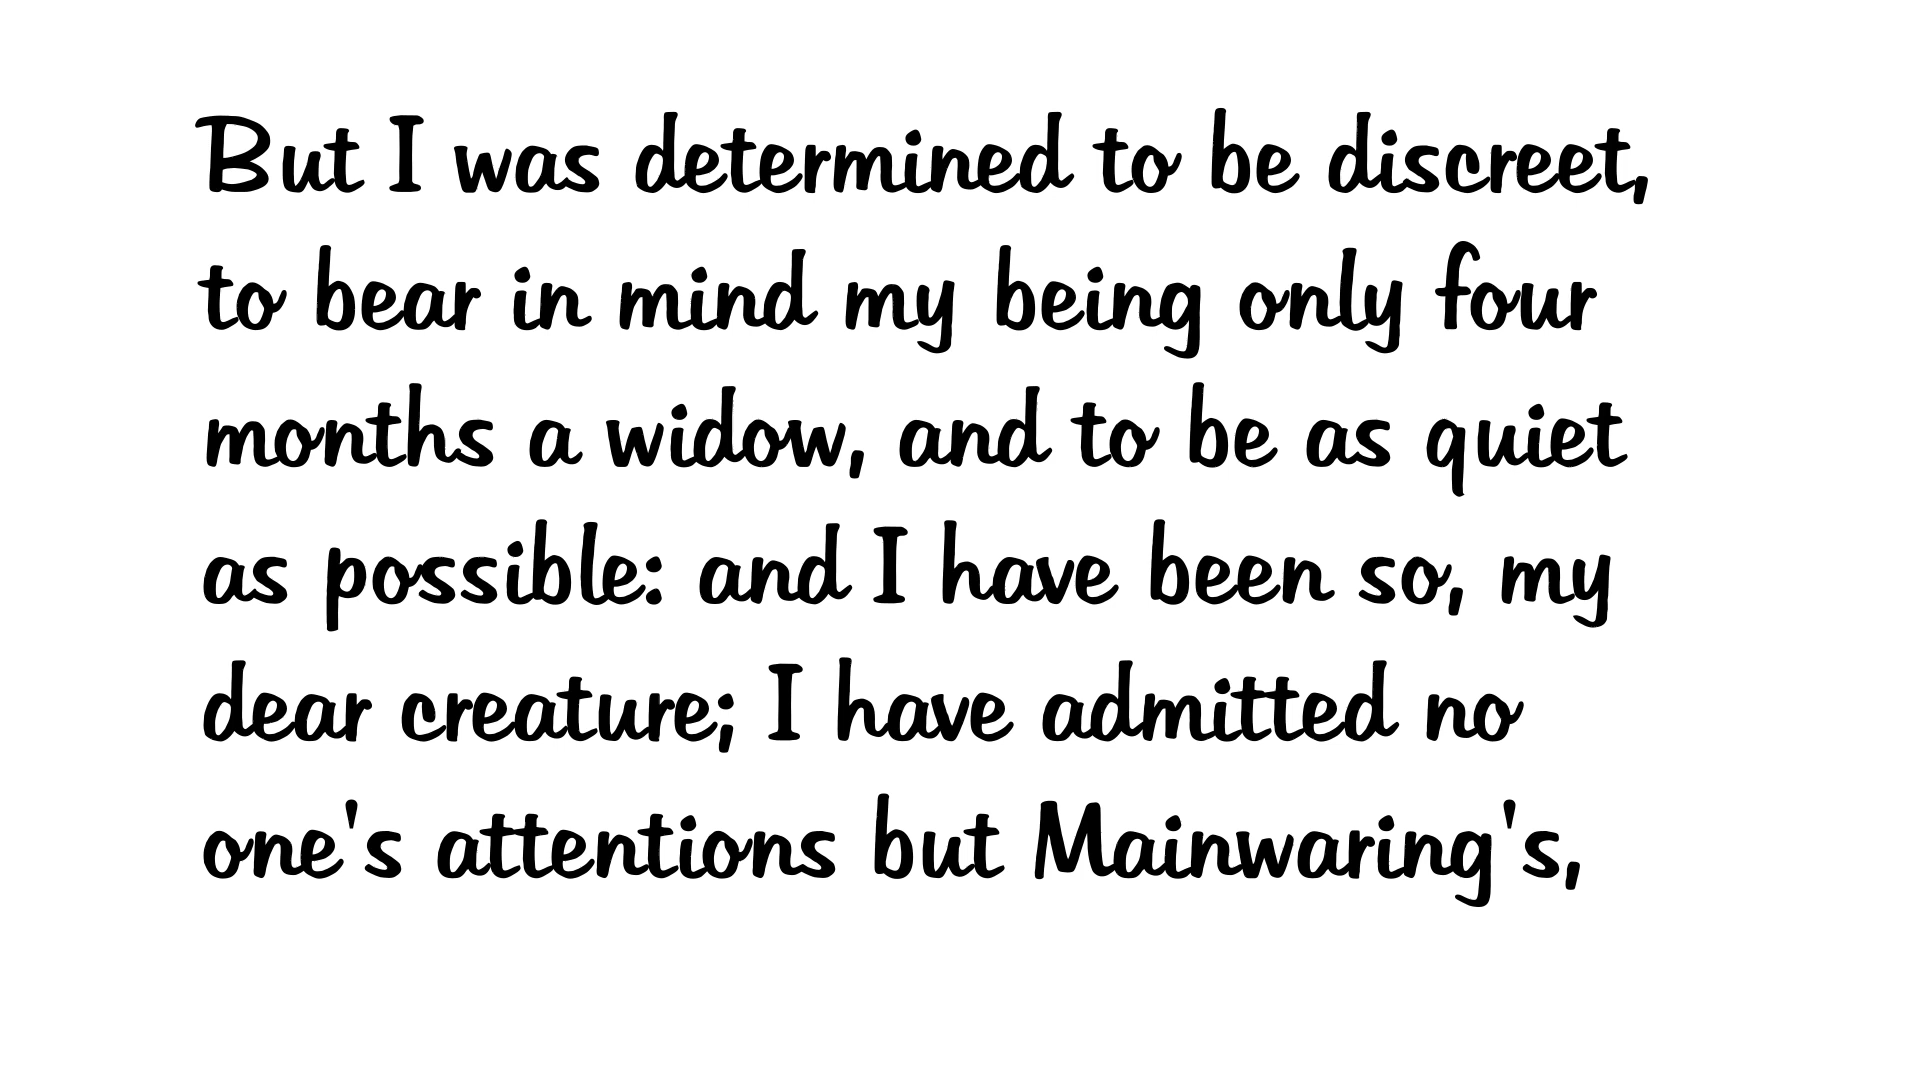 But I was determined to be discreet,
to bear in mind my being only four
months a widow, and to be as quiet
as possible: and I have been so, my
dear creature; I have admitted no
one's attentions but Mainwaring's,